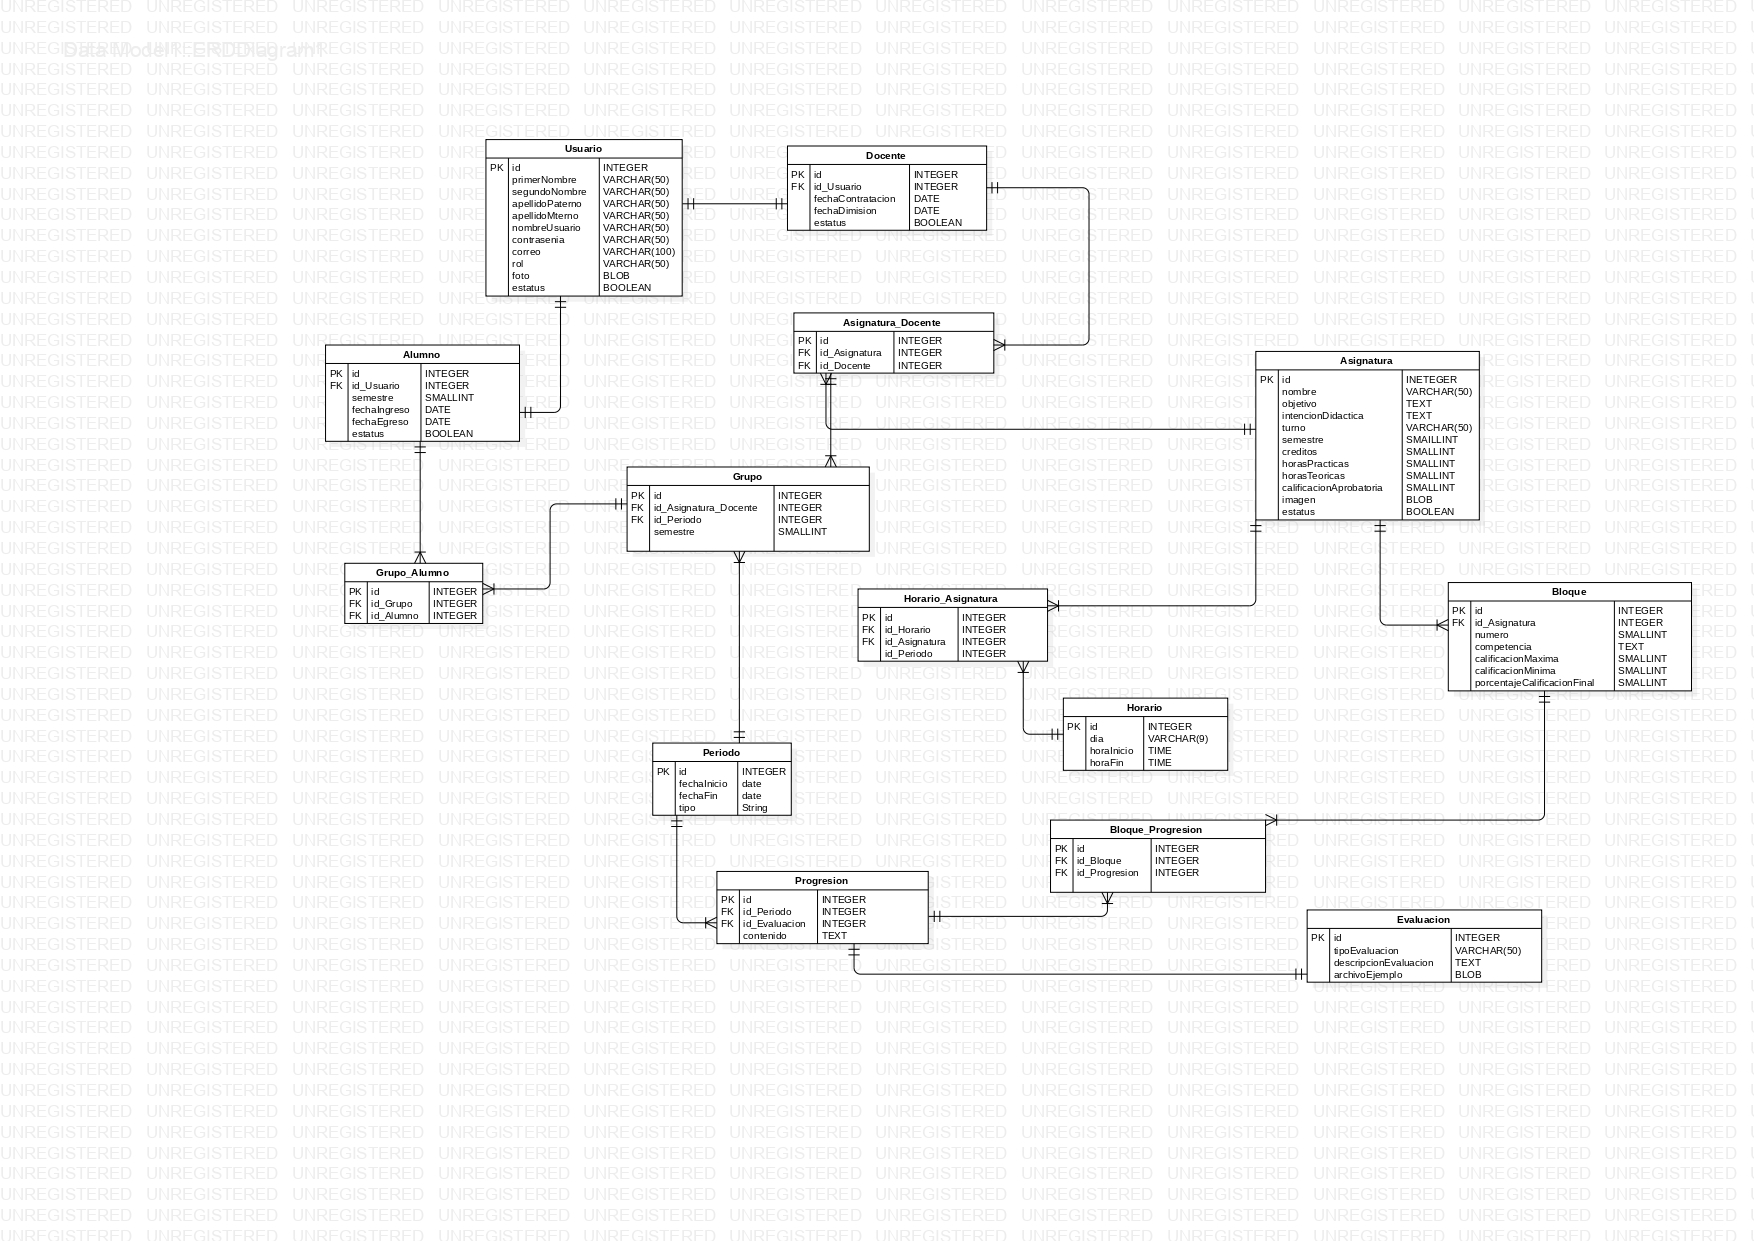 Data Model1::ERDDiagram1
Usuario
PK id INTEGER
primerNombre VARCHAR(50)
segundoNombre VARCHAR(50)
apellidoPaterno VARCHAR(50)
apellidoMterno VARCHAR(50)
nombreUsuario VARCHAR(50)
contrasenia VARCHAR(50)
correo VARCHAR(100)
rol VARCHAR(50)
foto BLOB
estatus BOOLEAN
Docente
PK id INTEGER
FK id_Usuario INTEGER
fechaContratacion DATE
fechaDimision DATE
estatus BOOLEAN
Asignatura_Docente
PK id INTEGER
FK id_Asignatura INTEGER
FK id_Docente INTEGER
Alumno
PK id INTEGER
FK id_Usuario INTEGER
semestre SMALLINT
fechaIngreso DATE
fechaEgreso DATE
estatus BOOLEAN
Asignatura
PK id INETEGER
nombre VARCHAR(50)
objetivo TEXT
intencionDidactica TEXT
turno VARCHAR(50)
semestre SMAILLINT
creditos SMALLINT
horasPracticas SMALLINT
horasTeoricas SMALLINT
calificacionAprobatoria SMALLINT
imagen BLOB
estatus BOOLEAN
Grupo
PK id INTEGER
FK id_Asignatura_Docente INTEGER
FK id_Periodo INTEGER
semestre SMALLINT
Grupo_Alumno
PK id INTEGER
FK id_Grupo INTEGER
FK id_Alumno INTEGER
Horario_Asignatura
PK id INTEGER
FK id_Horario INTEGER
FK id_Asignatura INTEGER
id_Periodo INTEGER
Bloque
PK id INTEGER
FK id_Asignatura INTEGER
numero SMALLINT
competencia TEXT
calificacionMaxima SMALLINT
calificacionMinima SMALLINT
porcentajeCalificacionFinal SMALLINT
Horario
PK id INTEGER
dia VARCHAR(9)
horaInicio TIME
horaFin TIME
Periodo
PK id INTEGER
fechaInicio date
fechaFin date
tipo String
Bloque_Progresion
PK id INTEGER
FK id_Bloque INTEGER
FK id_Progresion INTEGER
Progresion
PK id INTEGER
FK id_Periodo INTEGER
FK id_Evaluacion INTEGER
contenido TEXT
Evaluacion
PK id INTEGER
tipoEvaluacion VARCHAR(50)
descripcionEvaluacion TEXT
archivoEjemplo BLOB
UNREGISTERED